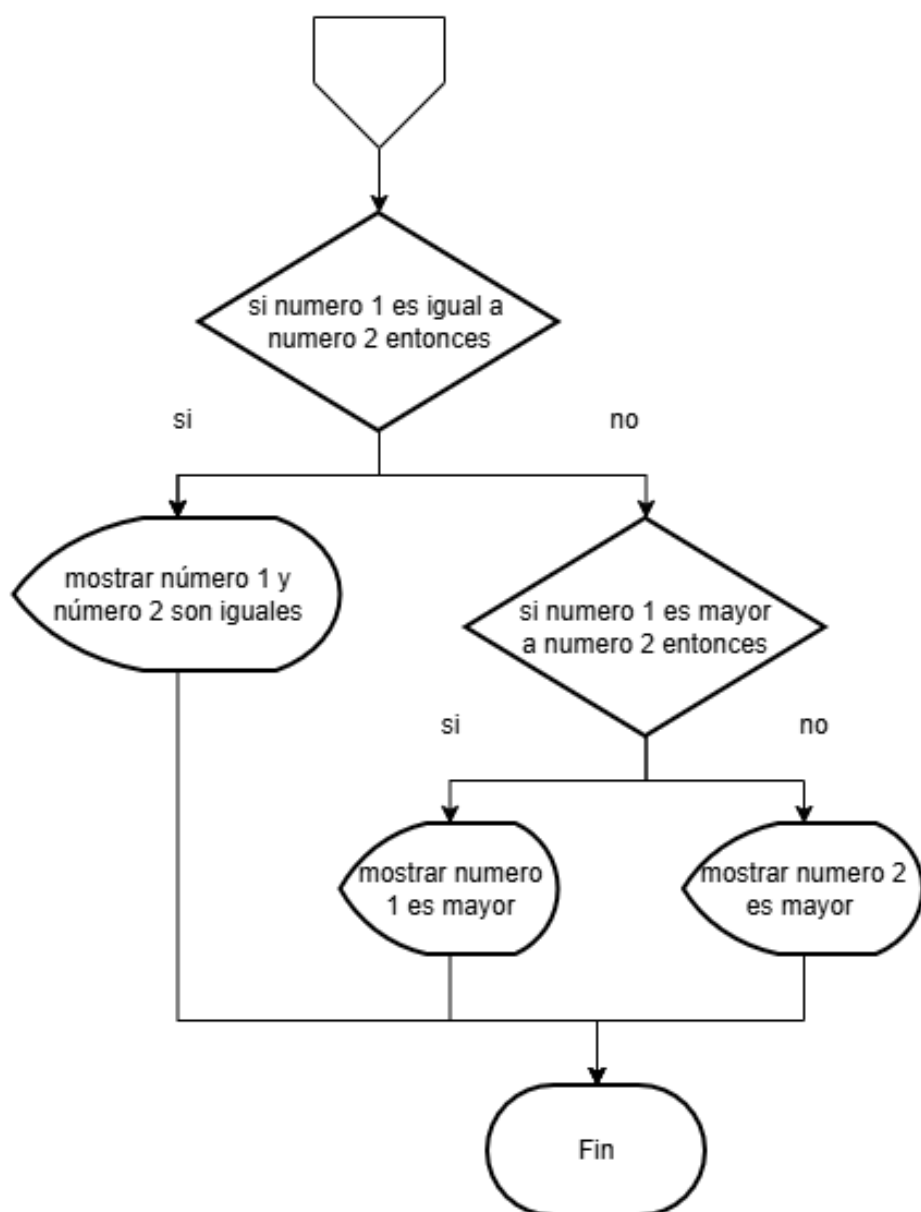 si numero 1 es igual a
numero 2 entonces
si
no
mostrar número 1 y
número 2 son iguales
si numero 1 es mayor
a numero 2 entonces
si
no
mostrar numero
1 es mayor
mostrar numero 2
es mayor
Fin